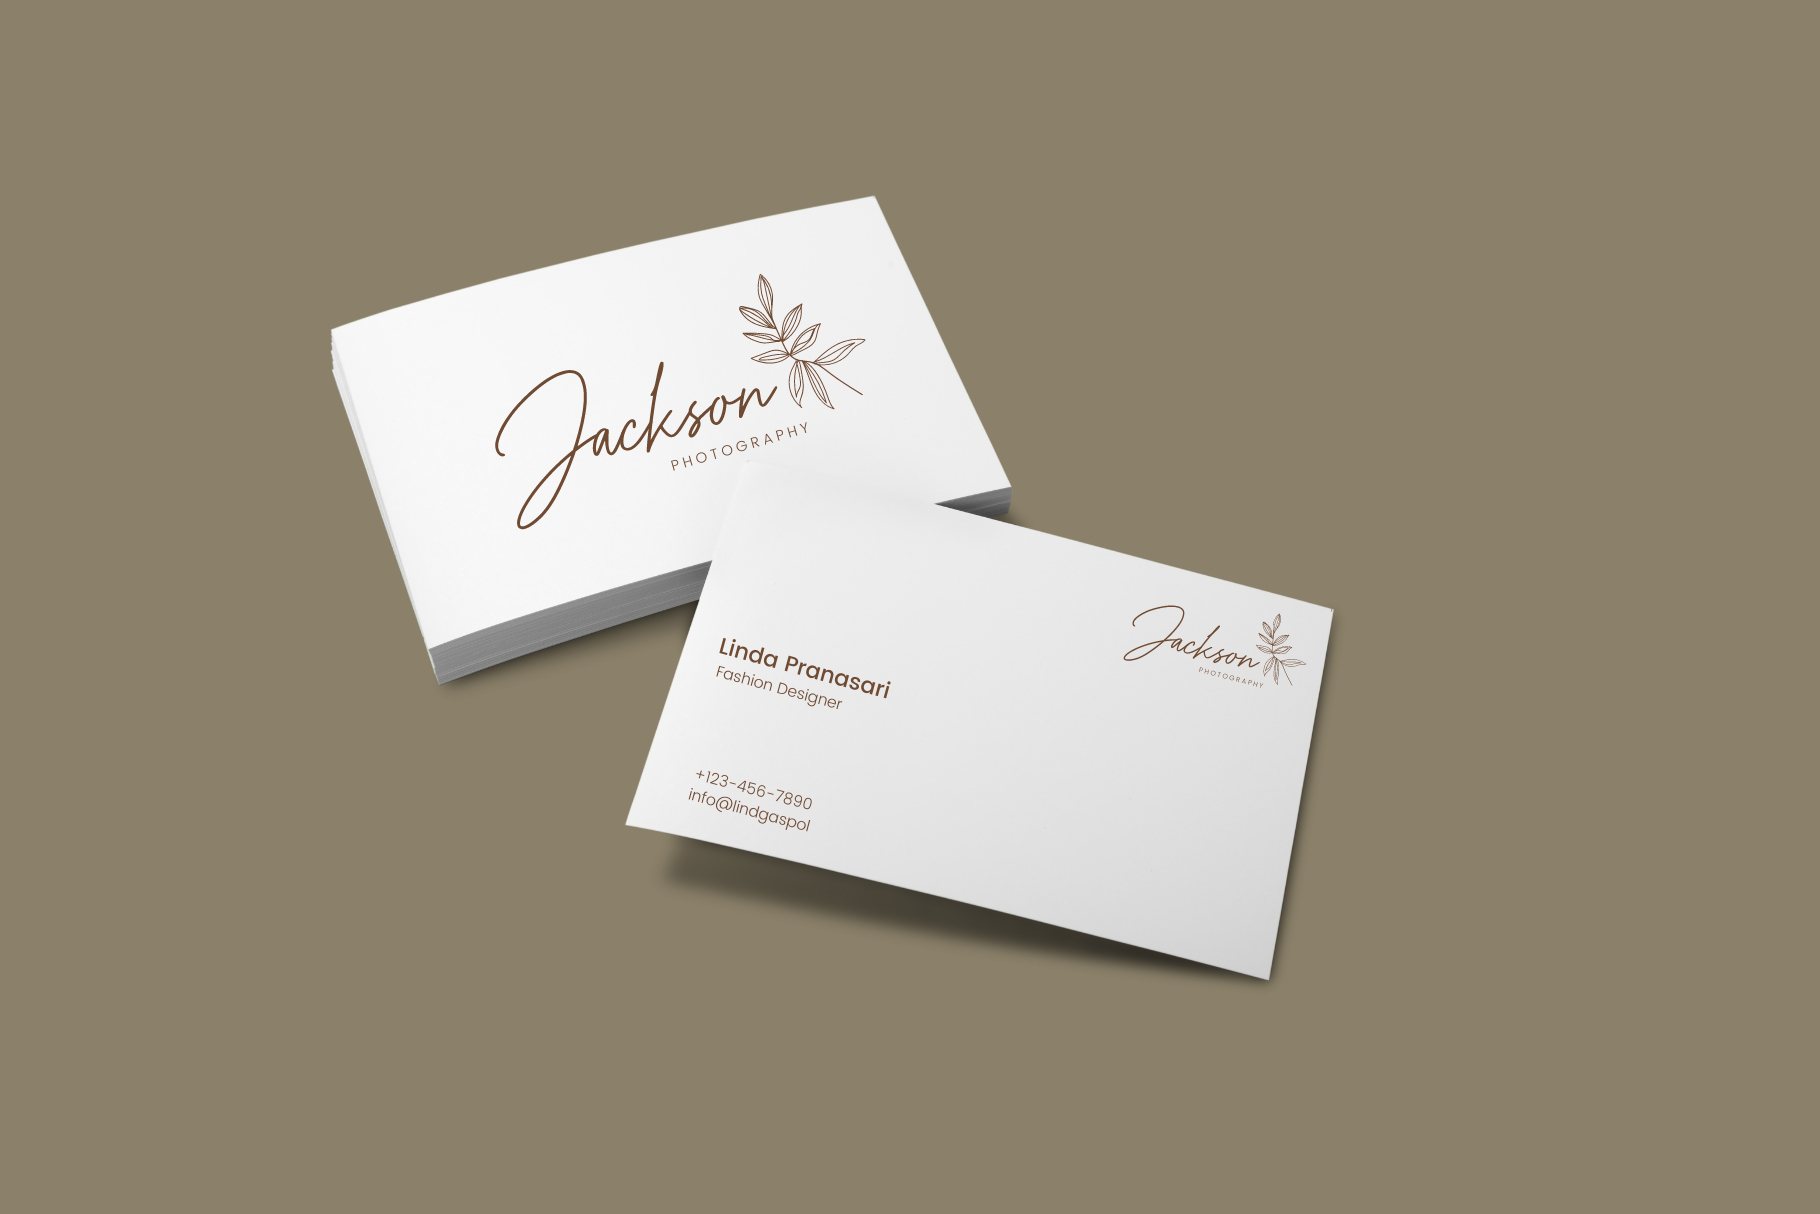 Jackson
PHOTOGRAPHY
Jackson
PHOTOGRAPHY
Linda Pranasari
Fashion Designer
+123-456-7890
info@lindgaspol